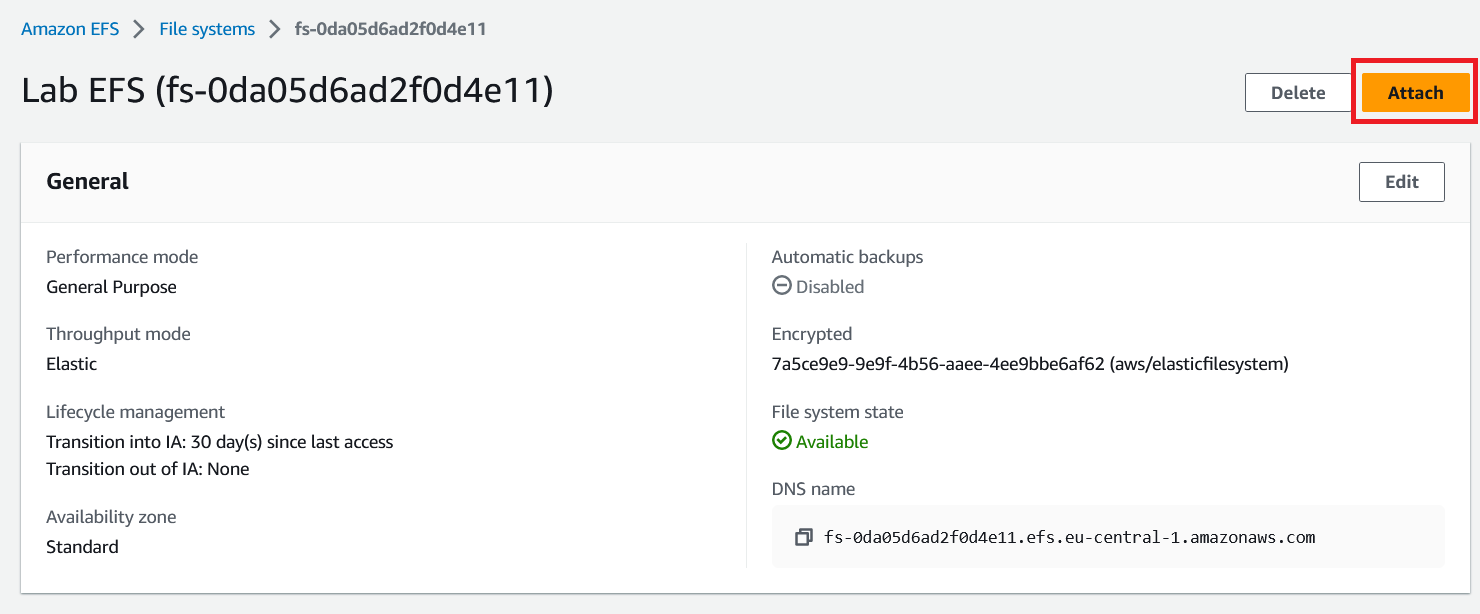 Amazon EFS > File systems > fs-0da05d6ad2f0d4e11
Lab EFS (fs-0da05d6ad2f0d4e11)
Delete
Attach
General
Edit
Performance mode
General Purpose
Throughput mode
Elastic
Lifecycle management
Transition into IA: 30 day(s) since last access
Transition out of IA: None
Availability zone
Standard
Automatic backups
Disabled
Encrypted
7a5ce9e9-9e9f-4b56-aaee-4ee9bbe6af62 (aws/elasticfilesystem)
File system state
Available
DNS name
fs-0da05d6ad2f0d4e11.efs.eu-central-1.amazonaws.com